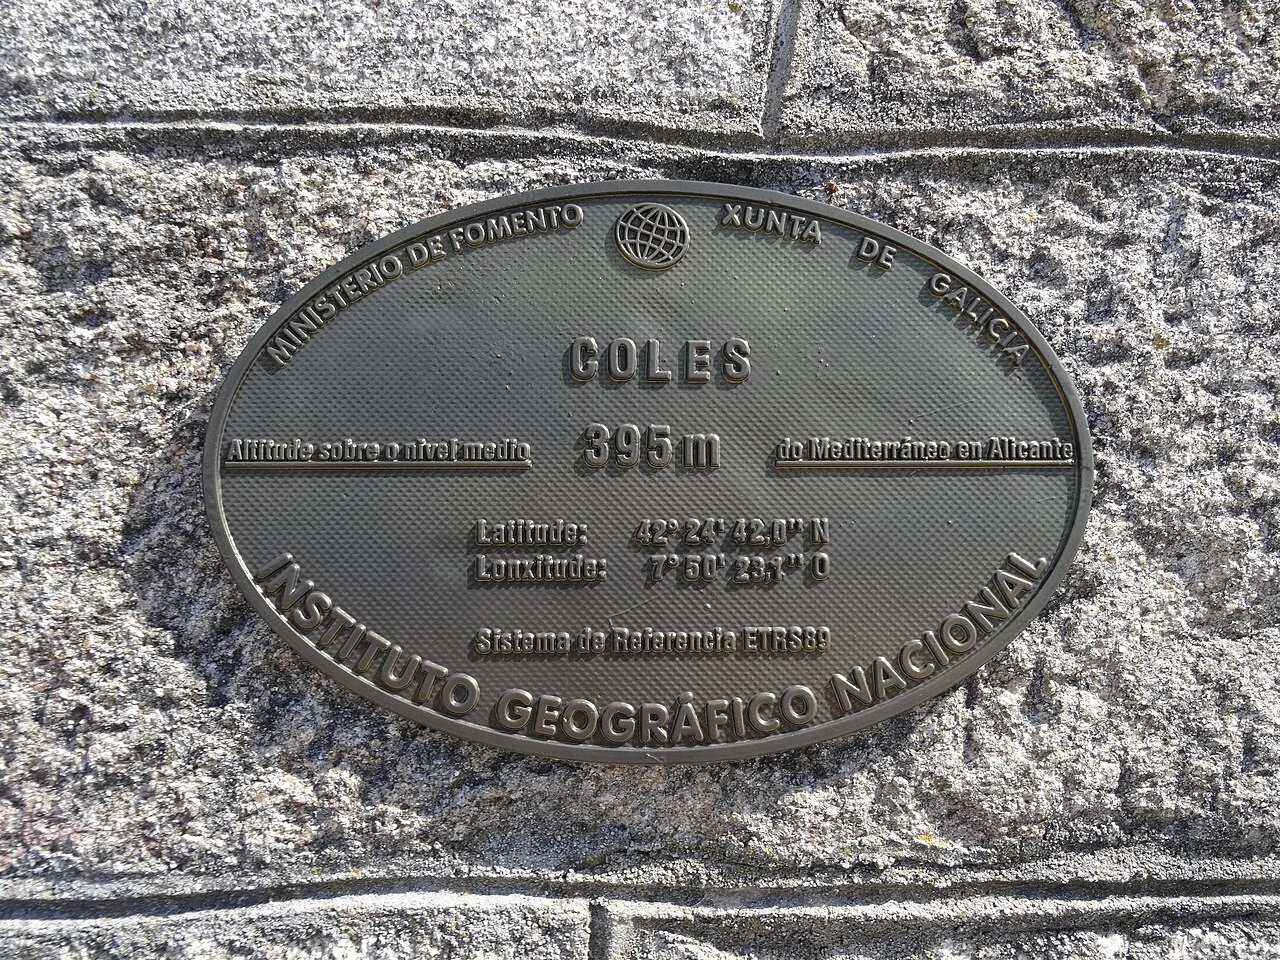 MINISTERIO DE FOMENTO
XUNTA DE GALICIA
COLES
Altitude sobre o nivel medio 395 m do Mediterráneo en Alicante
Latitude: 42° 24' 42,0" N
Lonxitude: 7° 50' 23,1" O
Sistema de Referencia ETRS89
INSTITUTO GEOGRÁFICO NACIONAL